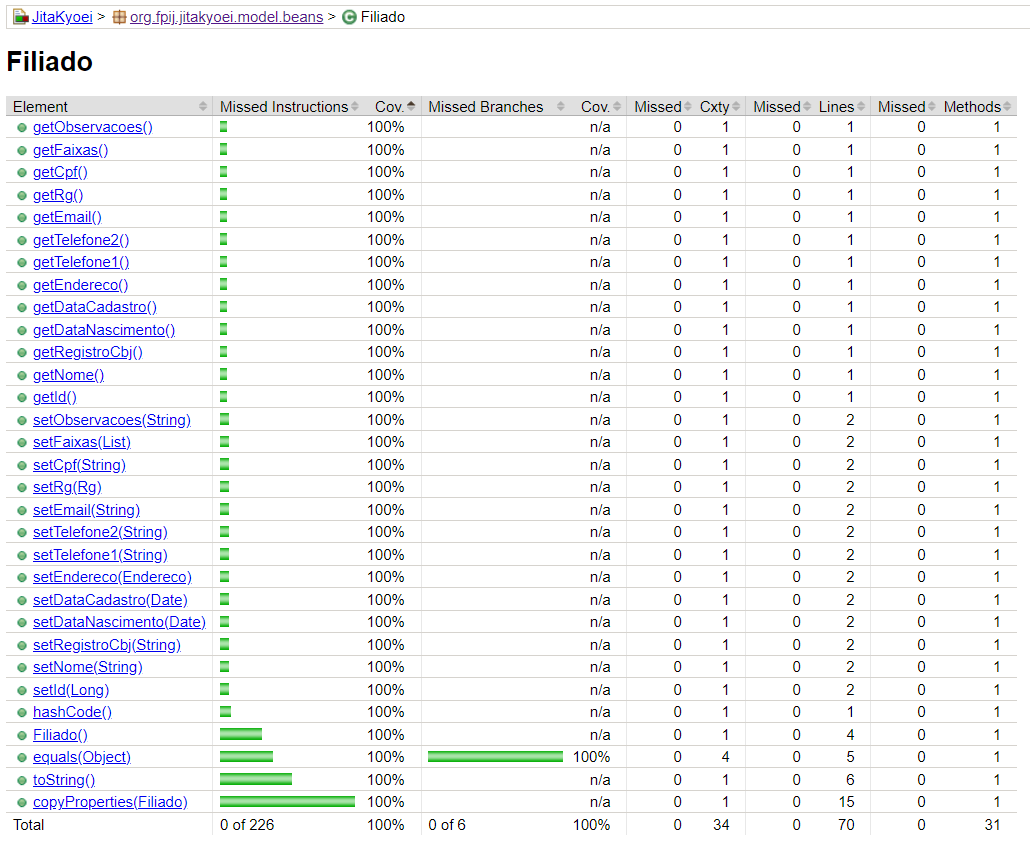 JitaKyoei > org.fpij.jitakyoei.model.beans > C Filiado
Filiado
Element Missed Instructions Cov. Missed Branches Cov. Missed Cxty Missed Lines Missed Methods
getObservacoes() 100% n/a 0 1 0 1 0 1
getFaixas() 100% n/a 0 1 0 1 0 1
getCpf() 100% n/a 0 1 0 1 0 1
getRg() 100% n/a 0 1 0 1 0 1
getEmail() 100% n/a 0 1 0 1 0 1
getTelefone2() 100% n/a 0 1 0 1 0 1
getTelefone1() 100% n/a 0 1 0 1 0 1
getEndereco() 100% n/a 0 1 0 1 0 1
getDataCadastro() 100% n/a 0 1 0 1 0 1
getDataNascimento() 100% n/a 0 1 0 1 0 1
getRegistroCbj() 100% n/a 0 1 0 1 0 1
getNome() 100% n/a 0 1 0 1 0 1
getId() 100% n/a 0 1 0 1 0 1
setObservacoes(String) 100% n/a 0 1 0 2 0 1
setFaixas(List) 100% n/a 0 1 0 2 0 1
setCpf(String) 100% n/a 0 1 0 2 0 1
setRg(Rg) 100% n/a 0 1 0 2 0 1
setEmail(String) 100% n/a 0 1 0 2 0 1
setTelefone2(String) 100% n/a 0 1 0 2 0 1
setTelefone1(String) 100% n/a 0 1 0 2 0 1
setEndereco(Endereco) 100% n/a 0 1 0 2 0 1
setDataCadastro(Date) 100% n/a 0 1 0 2 0 1
setDataNascimento(Date) 100% n/a 0 1 0 2 0 1
setRegistroCbj(String) 100% n/a 0 1 0 2 0 1
setNome(String) 100% n/a 0 1 0 2 0 1
setId(Long) 100% n/a 0 1 0 2 0 1
hashCode() 100% n/a 0 1 0 1 0 1
Filiado() 100% n/a 0 1 0 4 0 1
equals(Object) 100% 100% 0 4 0 5 0 1
toString() 100% n/a 0 1 0 6 0 1
copyProperties(Filiado) 100% n/a 0 1 0 15 0 1
Total 0 of 226 100% 0 of 6 100% 0 34 0 70 0 31